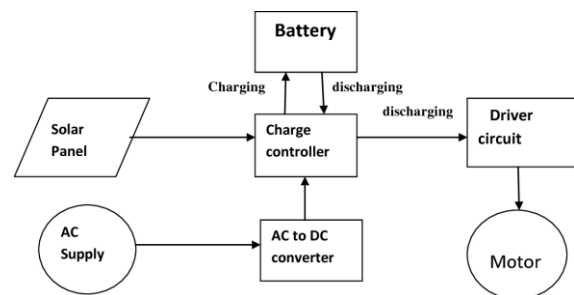 Battery
Charging
discharging
discharging
Solar
Panel
Charge
controller
Driver
circuit
AC
Supply
AC to DC
converter
Motor